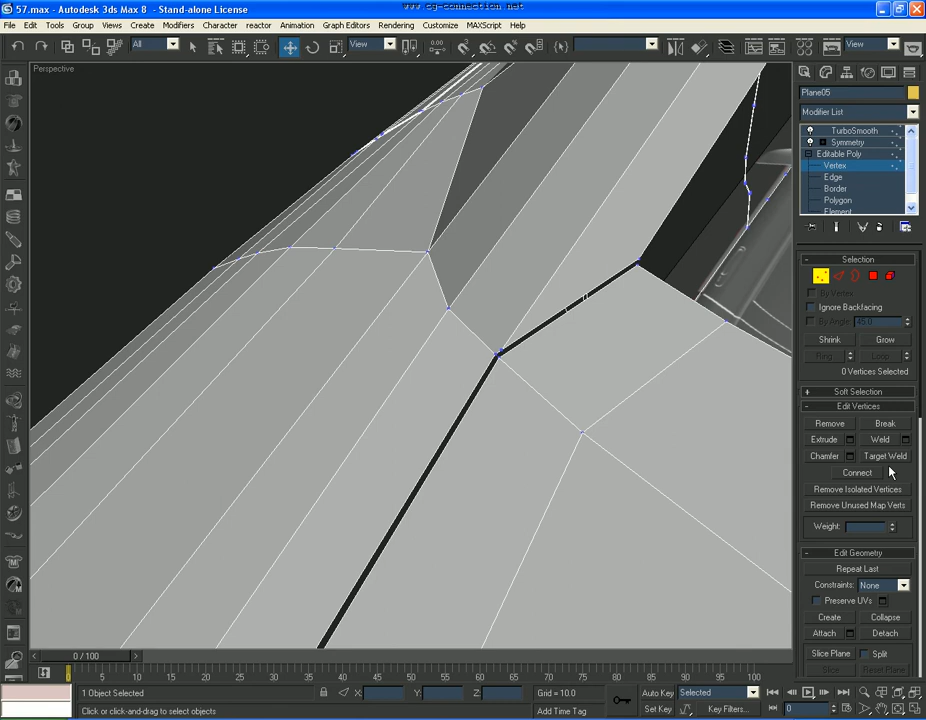 57.max - Autodesk 3ds Max 8 - Stand-alone License
www.cg-connection.net
File Edit Tools Group Views Create Modifiers Character reactor Animation Graph Editors Rendering Customize MAXScript Help
All View View
Perspective
Plane05
Modifier List
TurboSmooth
Symmetry
Editable Poly
Vertex
Edge
Border
Polygon
Element
Selection
By Vertex
Ignore Backfacing
By Angle: 45.0
Shrink Grow
Ring Loop
0 Vertices Selected
+ Soft Selection
- Edit Vertices
Remove Break
Extrude Weld
Chamfer Target Weld
Connect
Remove Isolated Vertices
Remove Unused Map Verts
Weight:
- Edit Geometry
Repeat Last
Constraints: None
Preserve UVs
Create Collapse
Attach Detach
Slice Plane Split
Slice Reset Plane
0 / 100
0 5 10 15 20 25 30 35 40 45 50 55 60 65 70 75 80 85 90 95 100
1 Object Selected X: Y: Z: Grid = 10.0 Auto Key Selected
Click or click-and-drag to select objects Add Time Tag Set Key Key Filters... 0